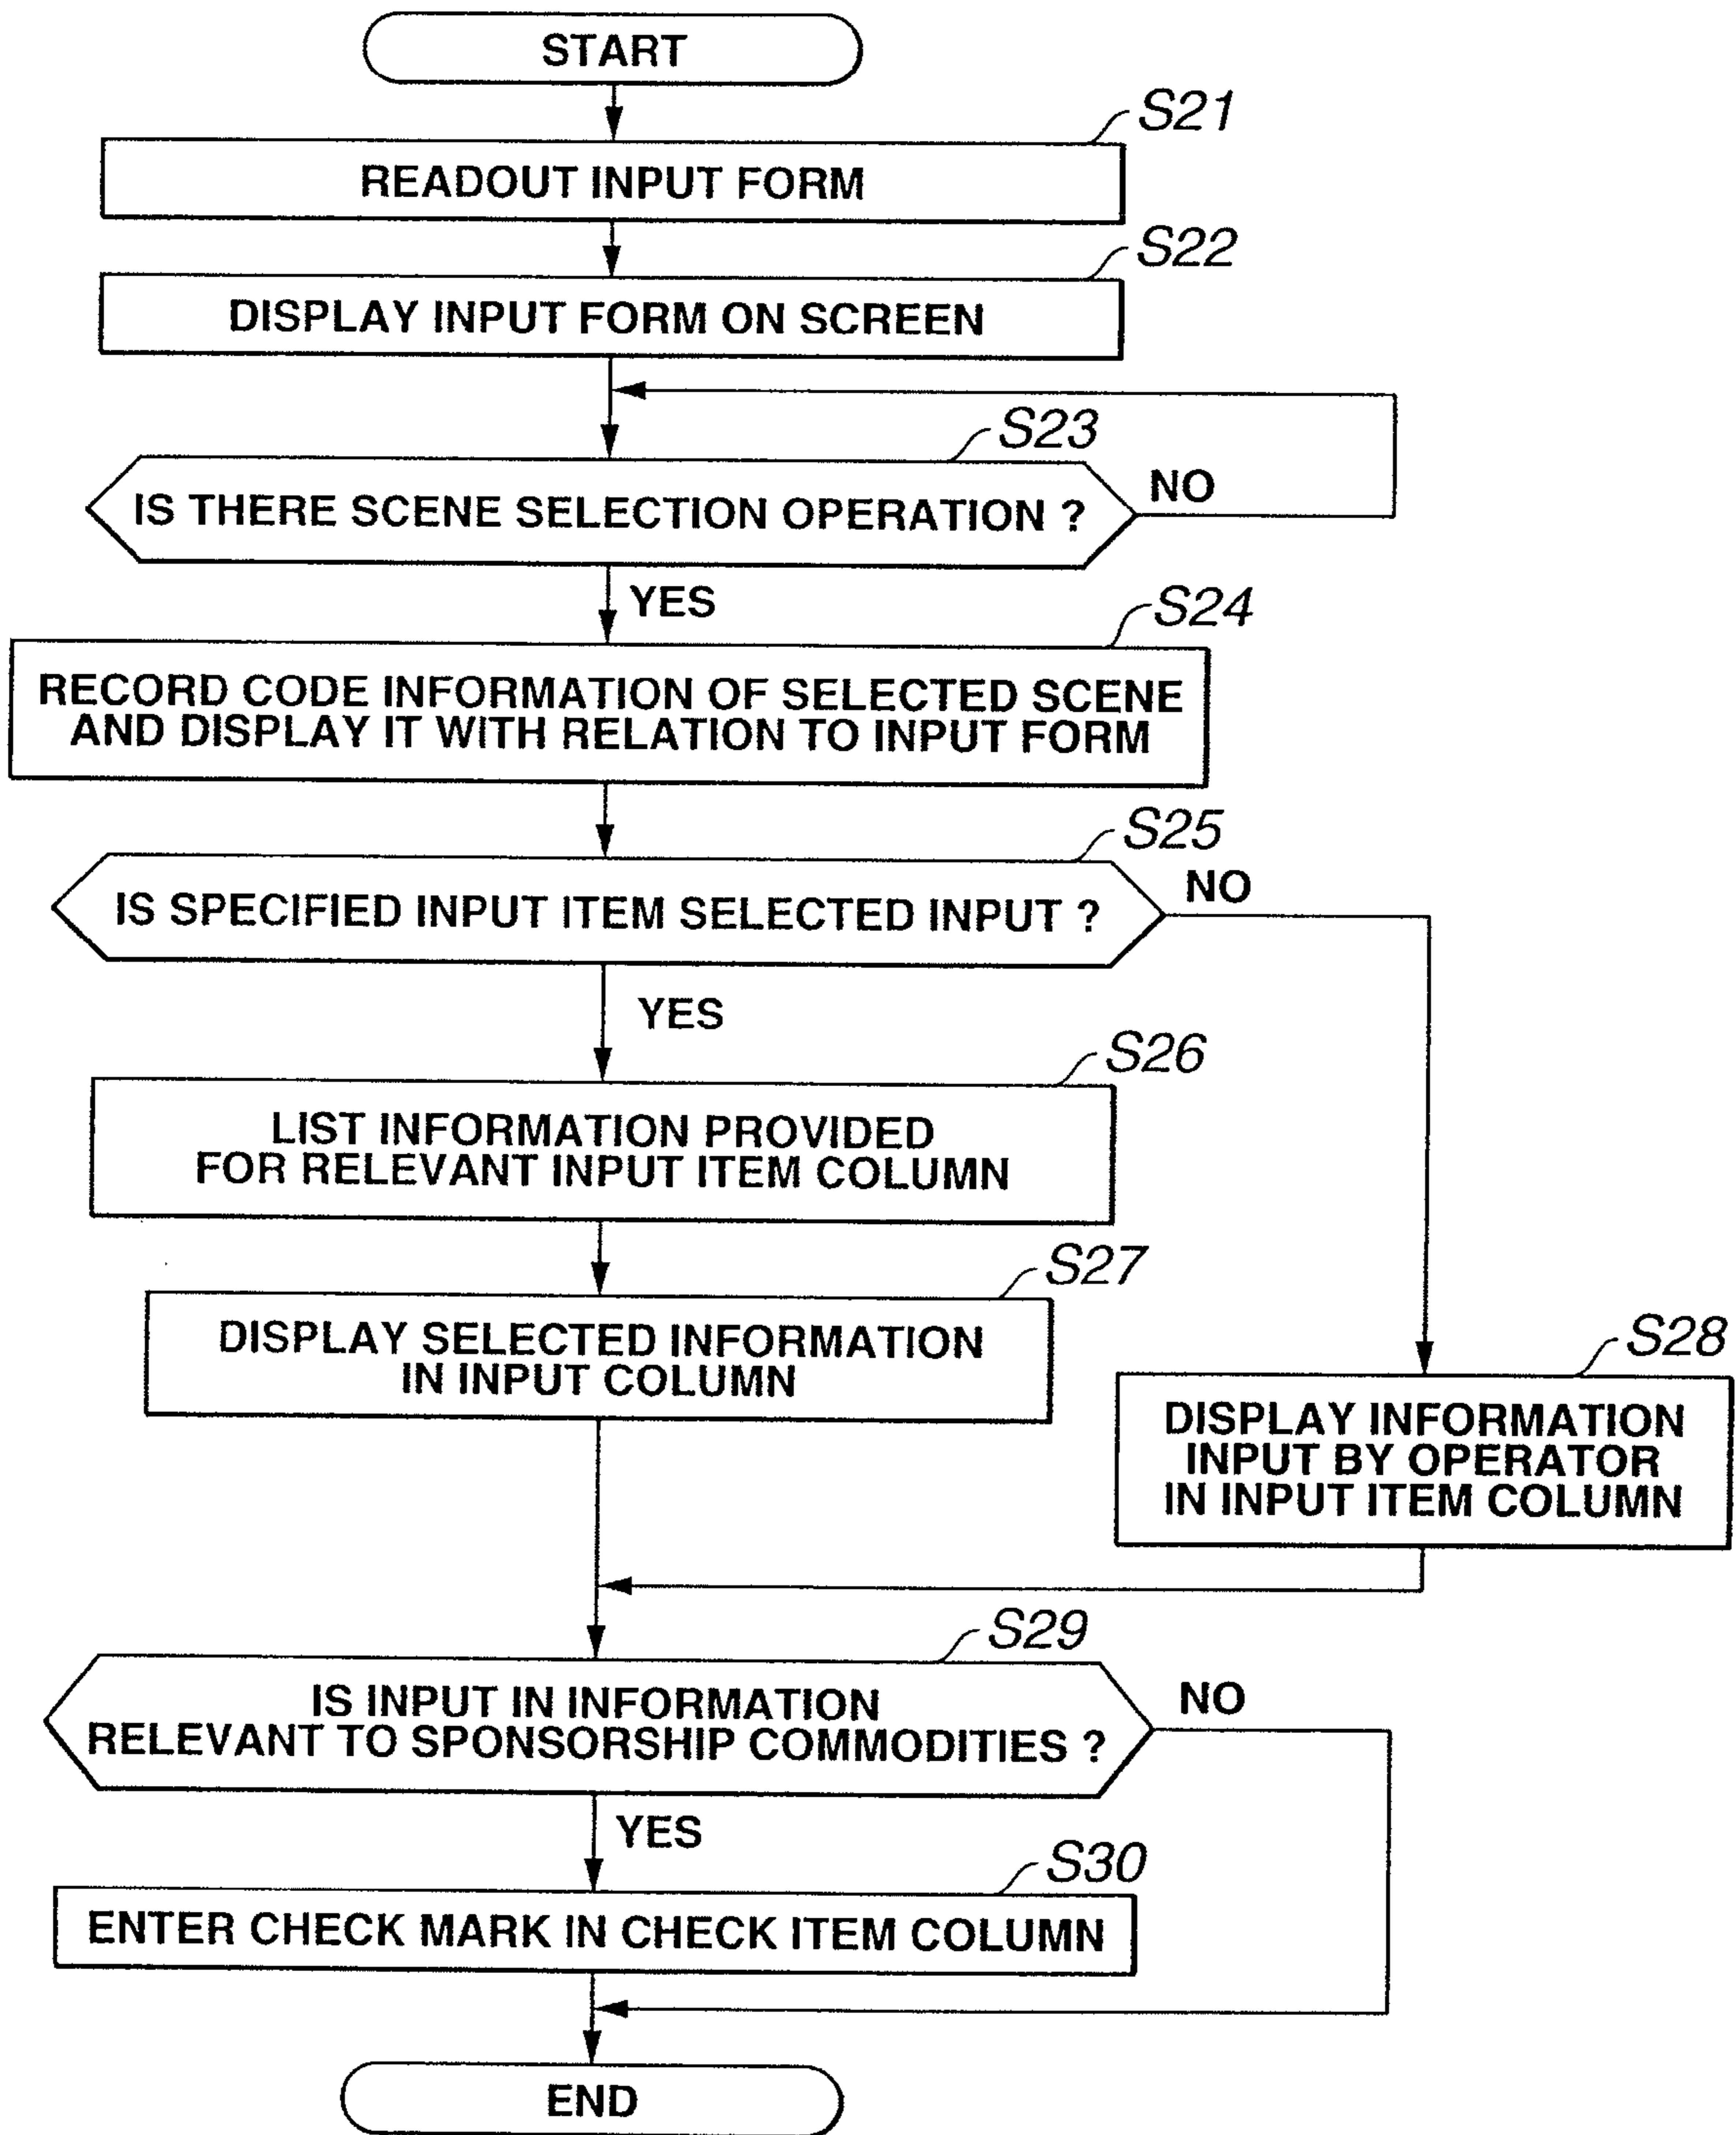 START
S21
READOUT INPUT FORM
S22
DISPLAY INPUT FORM ON SCREEN
S23
IS THERE SCENE SELECTION OPERATION ?
NO
YES
S24
RECORD CODE INFORMATION OF SELECTED SCENE
AND DISPLAY IT WITH RELATION TO INPUT FORM
S25
IS SPECIFIED INPUT ITEM SELECTED INPUT ?
NO
YES
S26
LIST INFORMATION PROVIDED
FOR RELEVANT INPUT ITEM COLUMN
S27
DISPLAY SELECTED INFORMATION
IN INPUT COLUMN
S28
DISPLAY INFORMATION
INPUT BY OPERATOR
IN INPUT ITEM COLUMN
S29
IS INPUT IN INFORMATION
RELEVANT TO SPONSORSHIP COMMODITIES ?
NO
YES
S30
ENTER CHECK MARK IN CHECK ITEM COLUMN
END